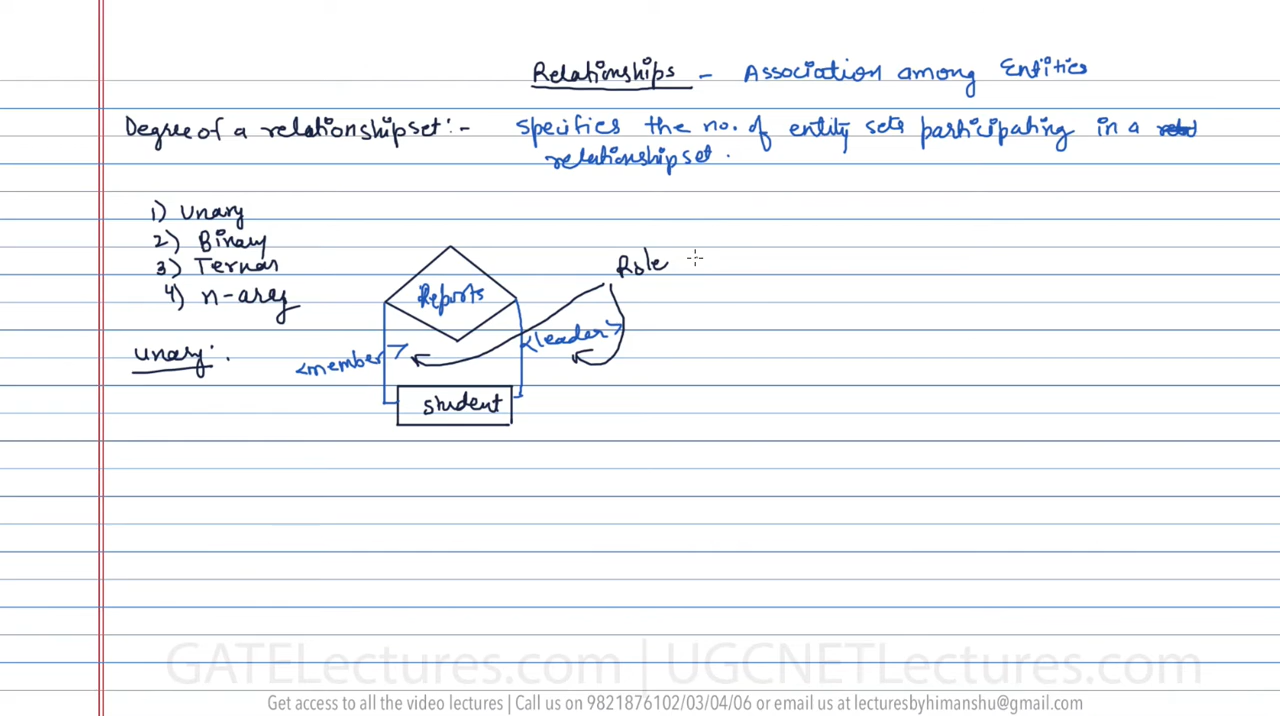 Relationships - Association among Entities
Degree of a relationshipset:- specifies the no. of entity sets participating in a
relationshipset.
1) Unary
2) Binary
3) Ternar
4) n-ary
Role
Reports
<leader>
unary:
<member>
student
GATELectures.com | UGCNETLectures.com
Get access to all the video lectures | Call us on 9821876102/03/04/06 or email us at lecturesbyhimanshu@gmail.com